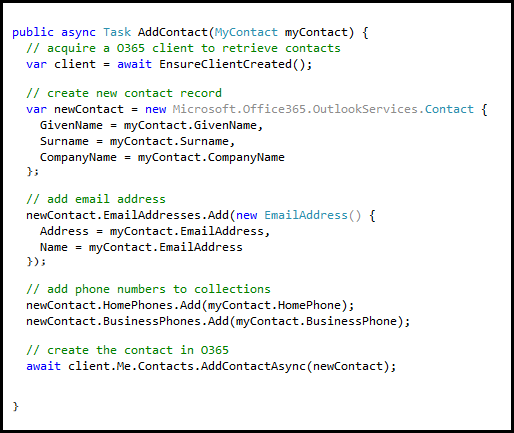 public async Task AddContact(MyContact myContact) {
// acquire a O365 client to retrieve contacts
var client = await EnsureClientCreated();
// create new contact record
var newContact = new Microsoft.Office365.OutlookServices.Contact {
GivenName = myContact.GivenName,
Surname = myContact.Surname,
CompanyName = myContact.CompanyName
};
// add email address
newContact.EmailAddresses.Add(new EmailAddress() {
Address = myContact.EmailAddress,
Name = myContact.EmailAddress
});
// add phone numbers to collections
newContact.HomePhones.Add(myContact.HomePhone);
newContact.BusinessPhones.Add(myContact.BusinessPhone);
// create the contact in O365
await client.Me.Contacts.AddContactAsync(newContact);
}